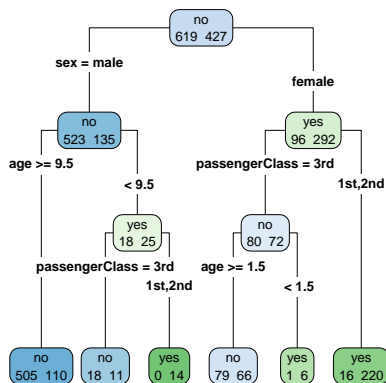 no
619 427
sex = male
female
no
523 135
yes
96 292
age >= 9.5
passengerClass = 3rd
< 9.5
1st,2nd
yes
18 25
no
80 72
passengerClass = 3rd
age >= 1.5
1st,2nd
< 1.5
no
505 110
no
18 11
yes
0 14
no
79 66
yes
1 6
yes
16 220